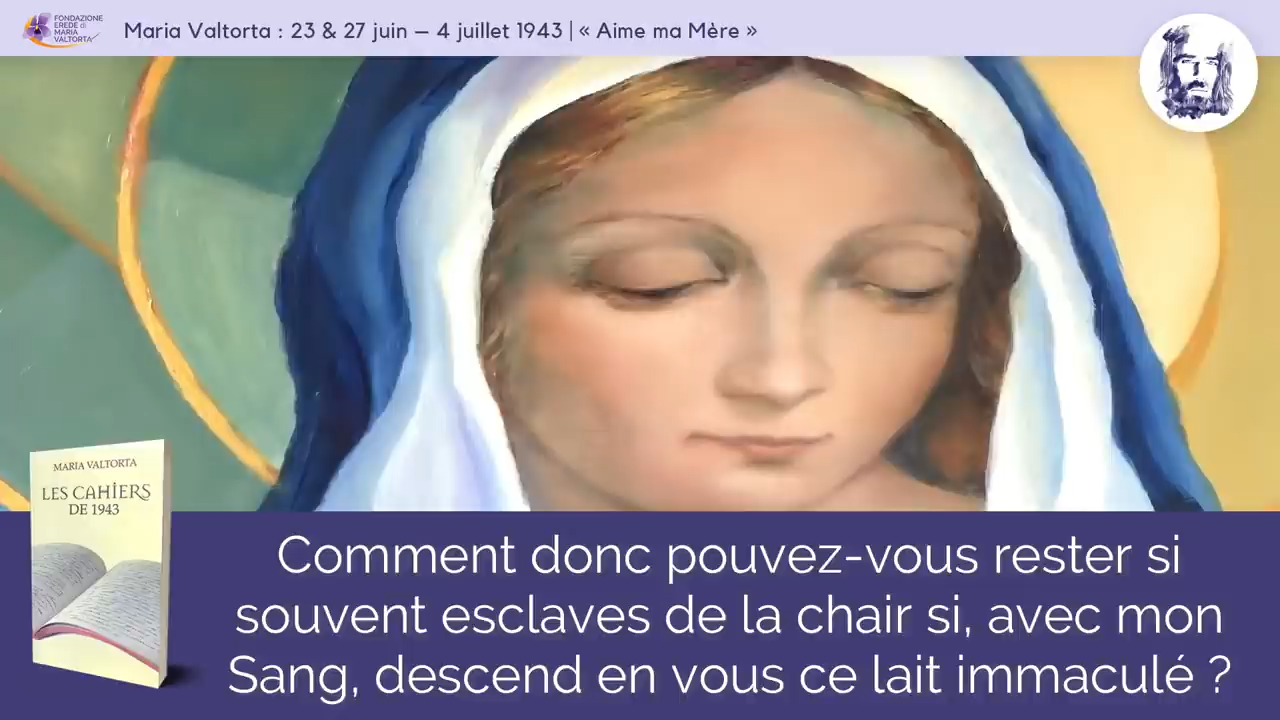 FONDAZIONE
EREDE di
MARIA
VALTORTA
Maria Valtorta : 23 & 27 juin – 4 juillet 1943 | « Aime ma Mère »
MARIA VALTORTA
LES CAHIERS
DE 1943
Comment donc pouvez-vous rester si
souvent esclaves de la chair si, avec mon
Sang, descend en vous ce lait immaculé ?